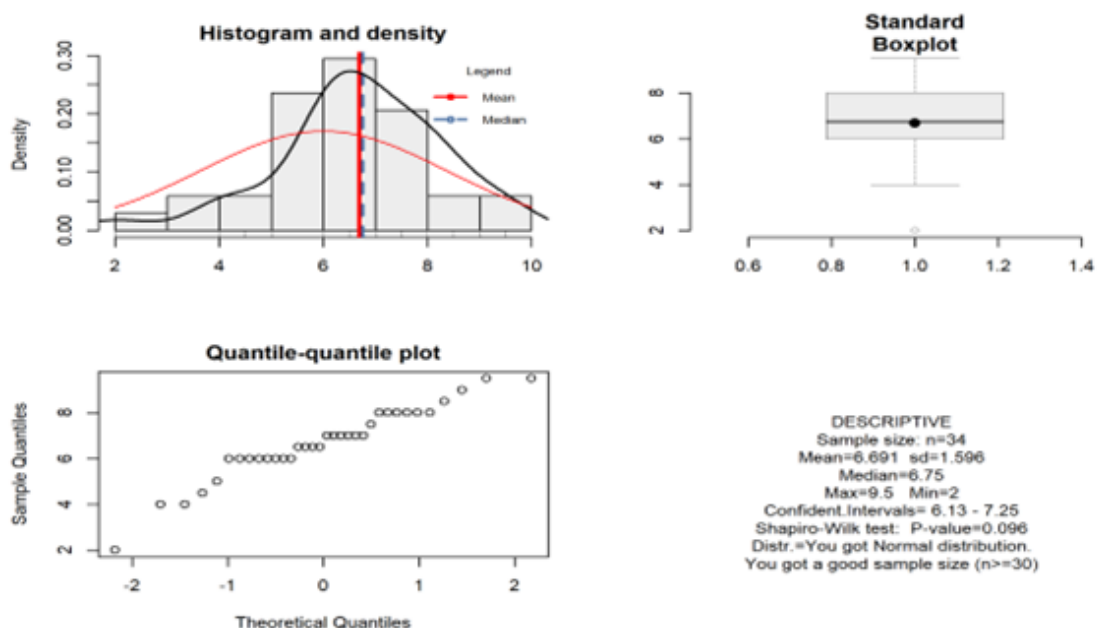 Histogram and density
Density
0.00
0.10
0.20
0.30
2
4
6
8
10
Legend
Mean
Median
Standard
Boxplot
2
4
6
8
0.6
0.8
1.0
1.2
1.4
Quantile-quantile plot
Sample Quantiles
2
4
6
8
-2
-1
0
1
2
Theoretical Quantiles
DESCRIPTIVE
Sample size: n=34
Mean=6.691 sd=1.596
Median=6.75
Max=9.5 Min=2
Confident.Intervals= 6.13 - 7.25
Shapiro-Wilk test: P-value=0.096
Distr.=You got Normal distribution.
You got a good sample size (n>=30)